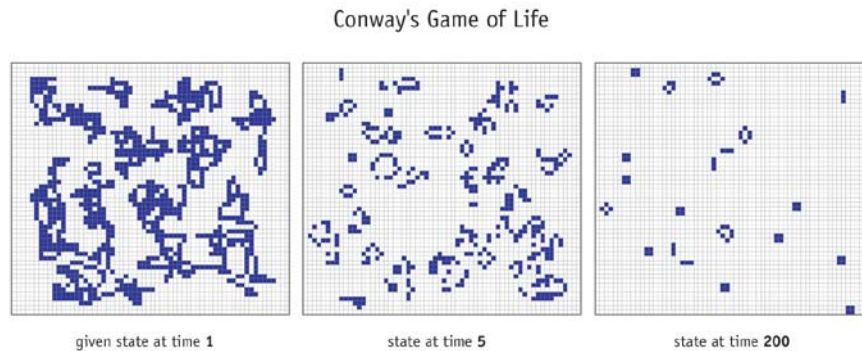 Conway's Game of Life
given state at time 1
state at time 5
state at time 200